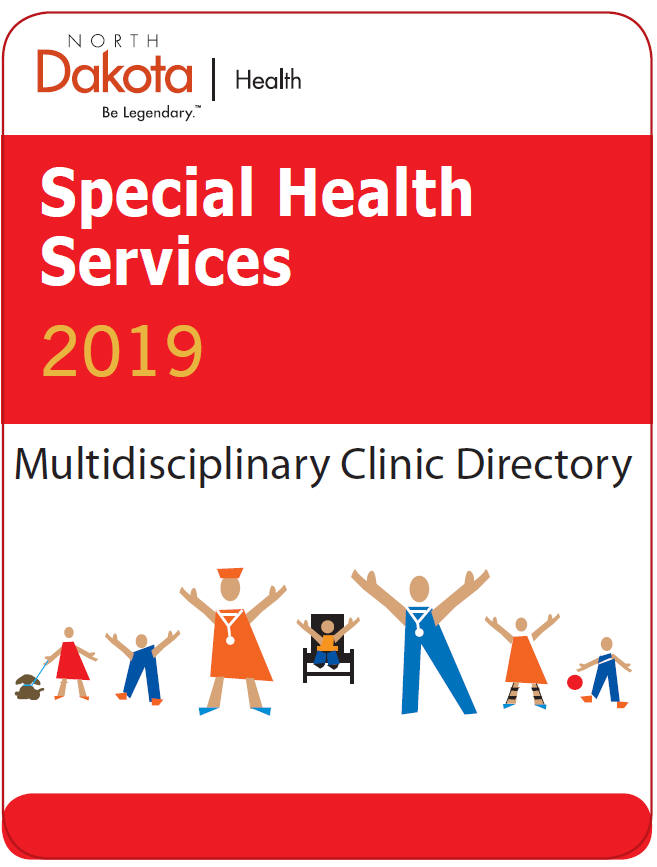 NORTH
Dakota | Health
Be Legendary.™
Special Health
Services
2019
Multidisciplinary Clinic Directory